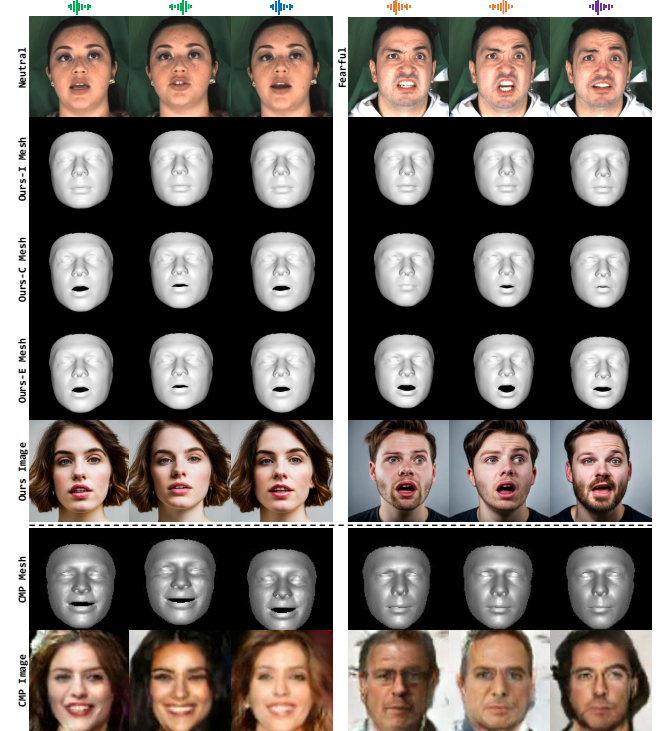 Neutral
Fearful
Ours-I Mesh
Ours-C Mesh
Ours-E Mesh
Ours Image
CMP Mesh
CMP Image